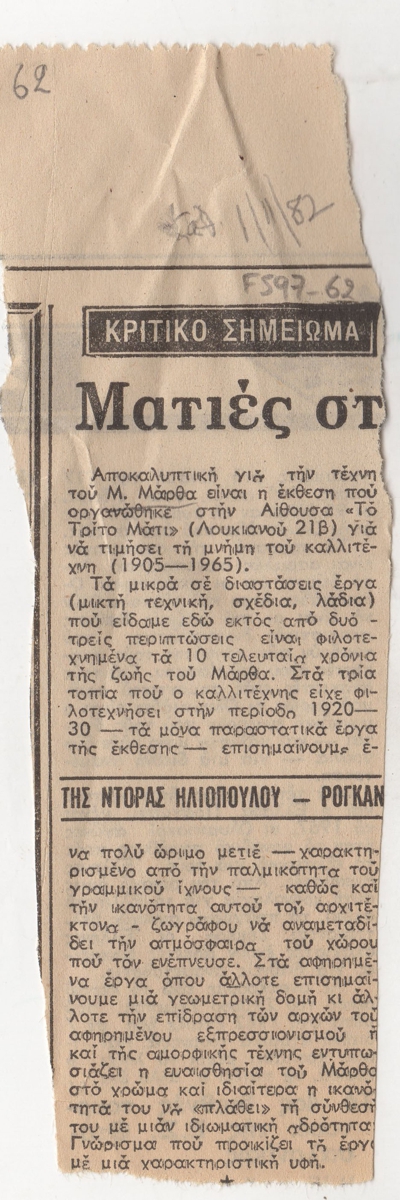 62
1/11/82
F597-62
ΚΡΙΤΙΚΟ ΣΗΜΕΙΩΜΑ
Ματιές στ
Αποκαλυπτική γιά τήν τέχνη
τού Μ. Μάρθα είναι η έκθεση πού
οργανώθηκε στήν Αίθουσα «Τό
Τρίτο Μάτι» (Λουκιανού 21β) γιά
νά τιμήσει τή μνήμη τού καλλιτέ-
χνη (1905—1965).
Τά μικρά σέ διαστάσεις έργα
(μικτή τεχνική, σχέδια, λάδια)
πού είδαμε εδώ εκτός από δυό -
τρείς περιπτώσεις είναι φιλοτε-
χνημένα τά 10 τελευταία χρόνια
τής ζωής τού Μάρθα. Στά τρία
τοπία πού ο καλλιτέχνης είχε φι-
λοτεχνήσει στήν περίοδο 1920—
30 — τά μόνα παραστατικά έργα
τής έκθεσης — επισημαίνουμε έ-
ΤΗΣ ΝΤΟΡΑΣ ΗΛΙΟΠΟΥΛΟΥ — ΡΟΓΚΑΝ
να πολύ ώριμο μετιέ — χαρακτη-
ρισμένο από τήν παλμικότητα τού
γραμμικού ίχνους — καθώς καί
τήν ικανότητα αυτού τού αρχιτέ-
κτονα - ζωγράφου νά αναμεταδί-
δει τήν ατμόσφαιρα τού χώρου
πού τόν ενέπνευσε. Στά αφηρημέ-
να έργα όπου άλλοτε επισημαί-
νουμε μιά γεωμετρική δομή κι άλ-
λοτε τήν επίδραση τών αρχών τού
αφηρημένου εξπρεσσιονισμού ή
καί τής αμορφικής τέχνης εντυπω-
σιάζει η ευαισθησία τού Μάρθα
στό χρώμα καί ιδιαίτερα η ικανό-
τητά του νά «πλάθει» τή σύνθεση
του μέ μιάν ιδιωματική αδρότητα
Γνώρισμα πού προικίζει τά έργα
μέ μιά χαρακτηριστική υφή.
★